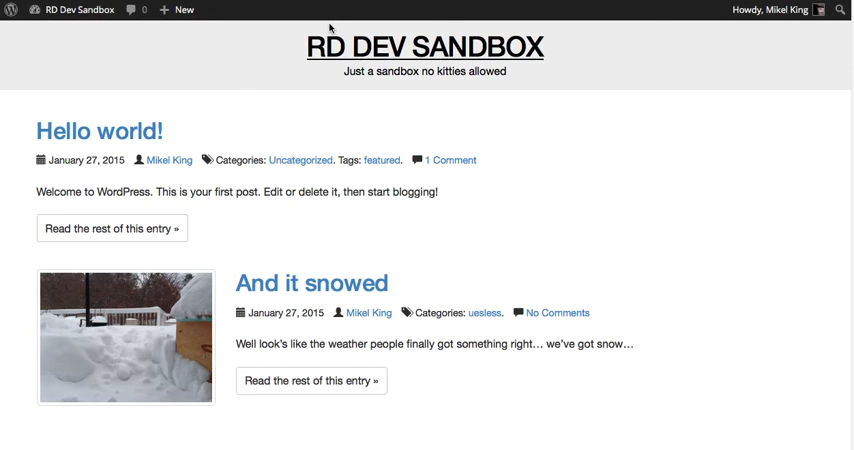 RD Dev Sandbox 0 New Howdy, Mikel King
RD DEV SANDBOX
Just a sandbox no kitties allowed
Hello world!
January 27, 2015 Mikel King Categories: Uncategorized. Tags: featured. 1 Comment
Welcome to WordPress. This is your first post. Edit or delete it, then start blogging!
Read the rest of this entry »
And it snowed
January 27, 2015 Mikel King Categories: uesless. No Comments
Well look's like the weather people finally got something right… we've got snow…
Read the rest of this entry »